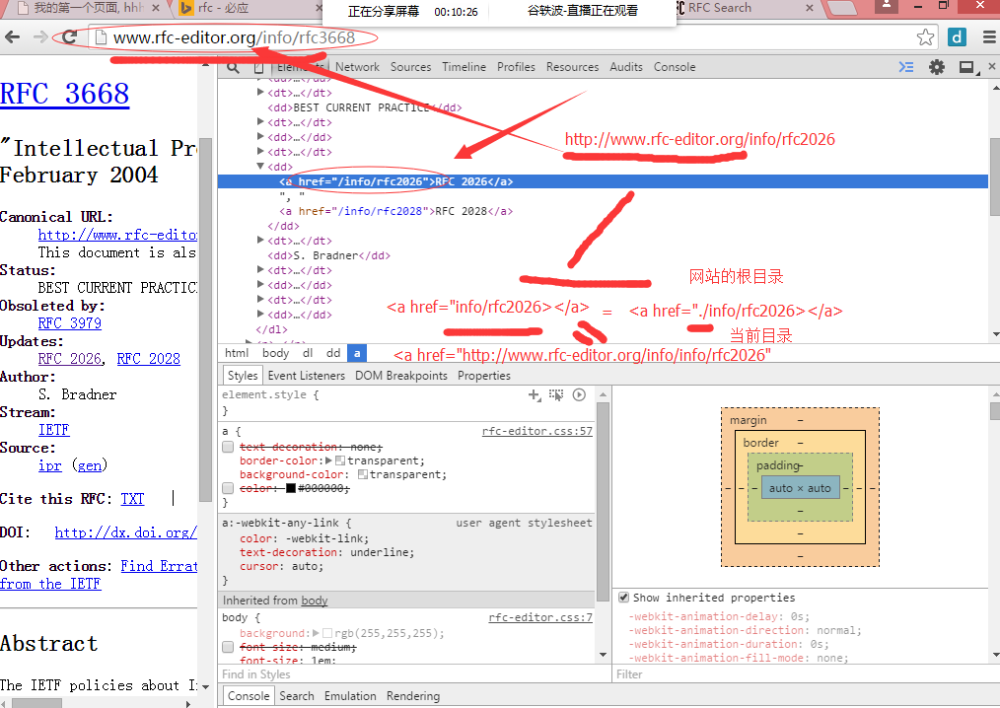 我的第一个页面, hhh
rfc - 必应
正在分享屏幕 00:10:26 谷轶波-直播正在观看
RFC Search
www.rfc-editor.org/info/rfc3668
RFC 3668
"Intellectual Pro
February 2004
Canonical URL:
http://www.rfc-edito
This document is als
Status:
BEST CURRENT PRACTIC
Obsoleted by:
RFC 3979
Updates:
RFC 2026, RFC 2028
Author:
S. Bradner
Stream:
IETF
Source:
ipr (gen)
Cite this RFC: TXT
DOI: http://dx.doi.org/
Other actions: Find Errat
from the IETF
Abstract
The IETF policies about I
Elements Network Sources Timeline Profiles Resources Audits Console
<dd>…</dd>
<dt>…</dt>
<dd>BEST CURRENT PRACTICE</dd>
<dt>…</dt>
<dd>…</dd>
<dt>…</dt>
<dd>
<a href="/info/rfc2026">RFC 2026</a>
", "
<a href="/info/rfc2028">RFC 2028</a>
</dd>
<dt>…</dt>
<dd>S. Bradner</dd>
<dt>…</dt>
<dd>…</dd>
<dt>…</dt>
<dd>…</dd>
</dl>
http://www.rfc-editor.org/info/rfc2026
网站的根目录
<a href="info/rfc2026></a> = <a href="./info/rfc2026></a>
当前目录
<a href="http://www.rfc-editor.org/info/info/rfc2026"
html body dl dd a
Styles Event Listeners DOM Breakpoints Properties
element.style {
}
a { rfc-editor.css:57
text-decoration: none;
border-color: transparent;
background-color: transparent;
color: #000000;
}
a:-webkit-any-link { user agent stylesheet
color: -webkit-link;
text-decoration: underline;
cursor: auto;
}
Inherited from body
body { rfc-editor.css:7
background: rgb(255,255,255);
font-size: medium;
font-size: 1em;
Find in Styles
margin –
border –
padding –
– – – auto × auto – – –
–
–
–
Show inherited properties
-webkit-animation-delay: 0s;
-webkit-animation-direction: normal;
-webkit-animation-duration: 0s;
-webkit-animation-fill-mode: none;
Filter
Console Search Emulation Rendering